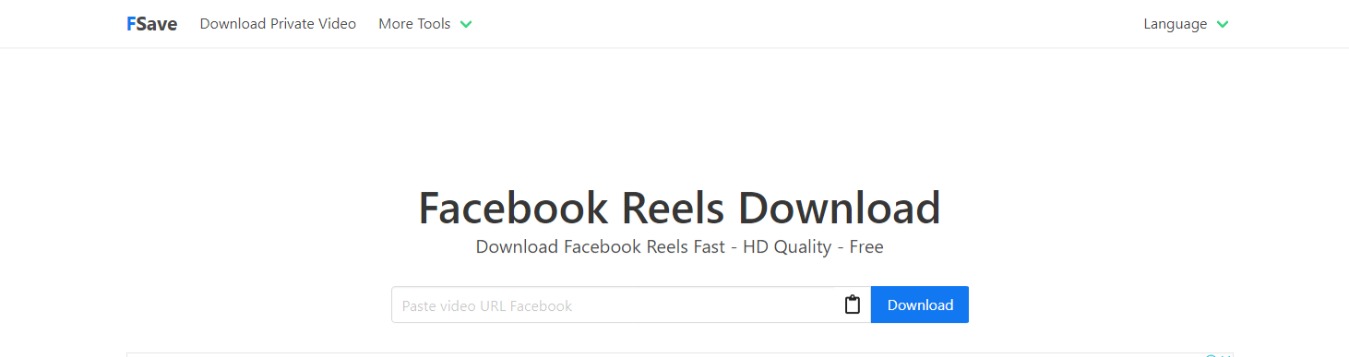 FSave Download Private Video More Tools Language
Facebook Reels Download
Download Facebook Reels Fast - HD Quality - Free
Paste video URL Facebook Download